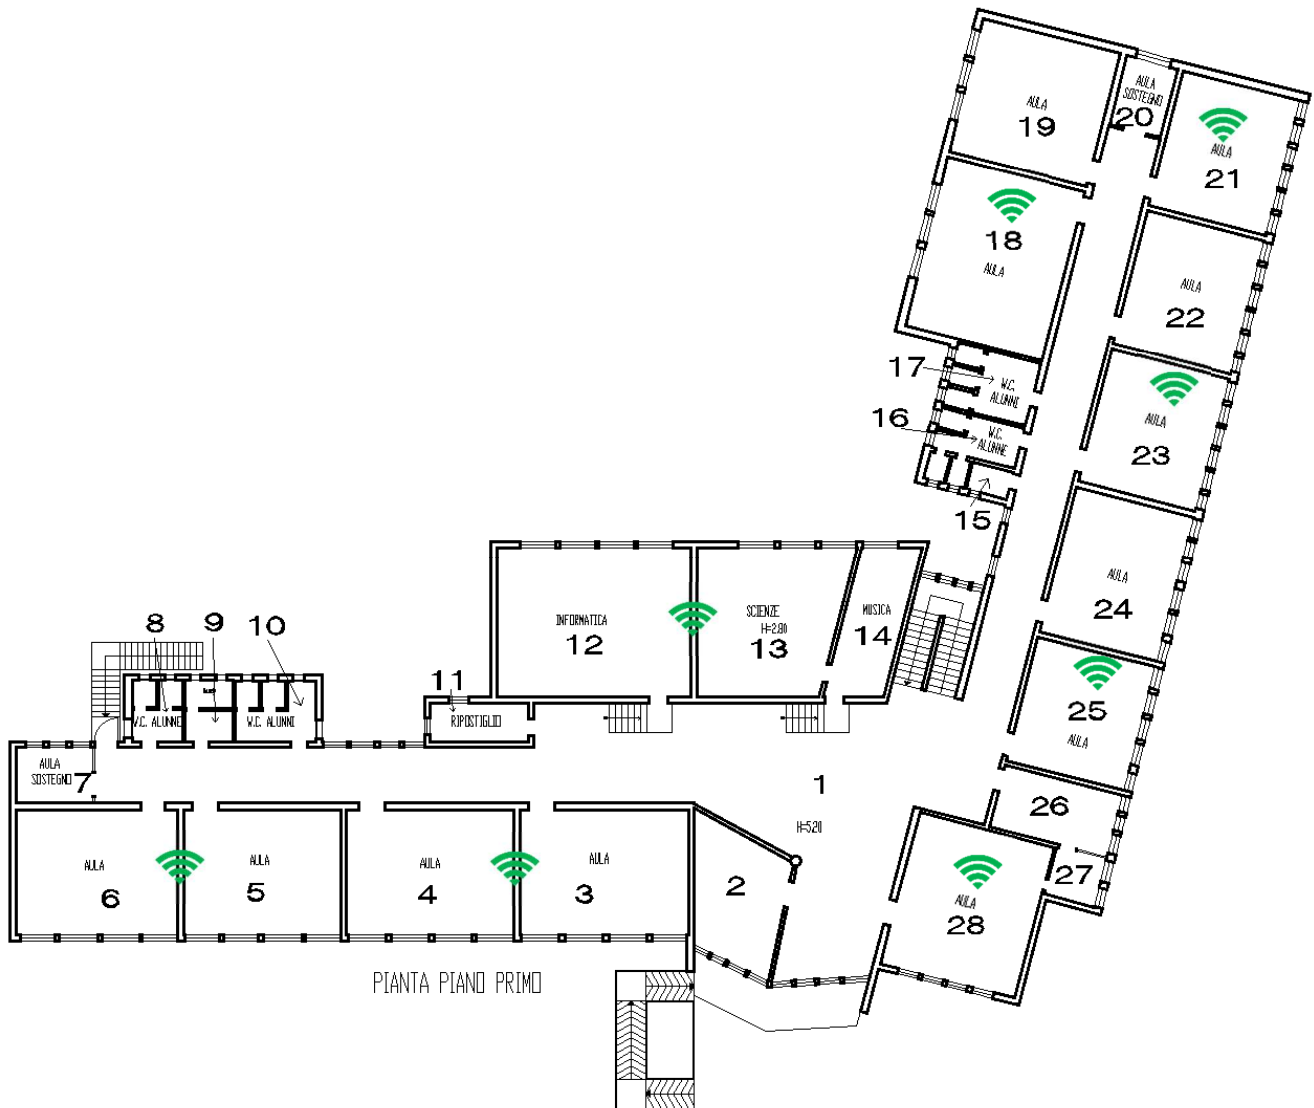 AULA
19
AULA
SOSTEGNO
20
AULA
21
18
AULA
AULA
22
17
W.C.
ALUNNI
AULA
23
16
W.C.
ALUNNE
15
AULA
24
INFORMATICA
12
SCIENZE
H=2.80
13
MUSICA
14
8
9
10
W.C. ALUNNE
W.C. ALUNNI
11
RIPOSTIGLIO
25
AULA
AULA
SOSTEGNO
7
1
H=5.20
26
27
AULA
6
AULA
5
AULA
4
AULA
3
2
AULA
28
PIANTA PIANO PRIMO